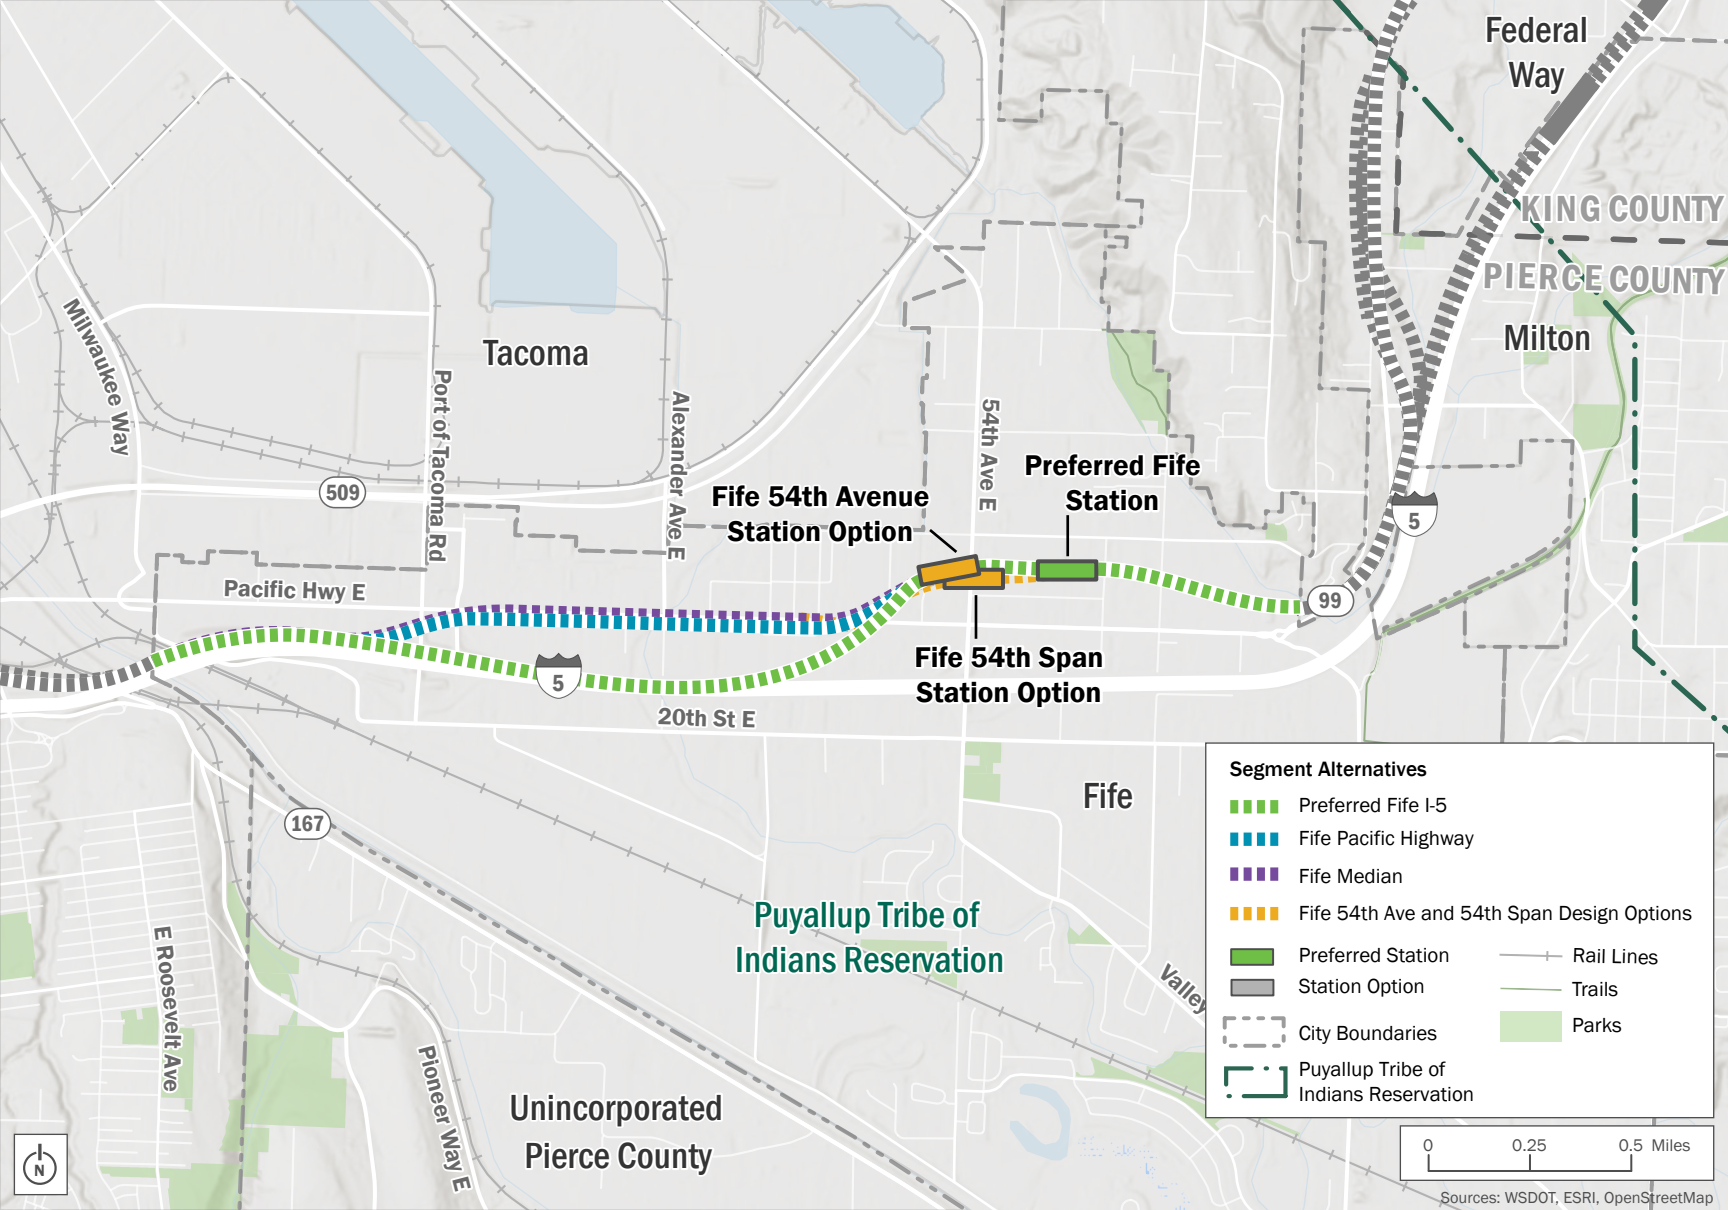 Federal
Way
KING COUNTY
PIERCE COUNTY
Milton
Milwaukee Way
Tacoma
Port of Tacoma Rd
Alexander Ave E
54th Ave E
Preferred Fife
Station
Fife 54th Avenue
Station Option
509
5
Pacific Hwy E
99
Fife 54th Span
Station Option
5
20th St E
Fife
167
Puyallup Tribe of
Indians Reservation
E Roosevelt Ave
Valley
Pioneer Way E
Unincorporated
Pierce County
N
Segment Alternatives
Preferred Fife I-5
Fife Pacific Highway
Fife Median
Fife 54th Ave and 54th Span Design Options
Preferred Station
Station Option
City Boundaries
Puyallup Tribe of
Indians Reservation
Rail Lines
Trails
Parks
0 0.25 0.5 Miles
Sources: WSDOT, ESRI, OpenStreetMap